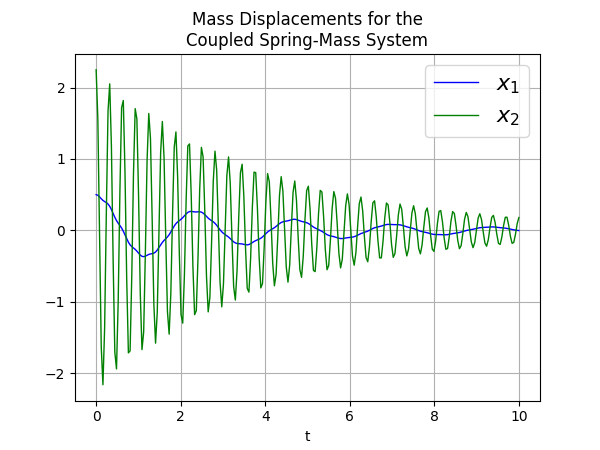 Mass Displacements for the
Coupled Spring-Mass System
x₁
x₂
2
1
0
−1
−2
0 2 4 6 8 10
t